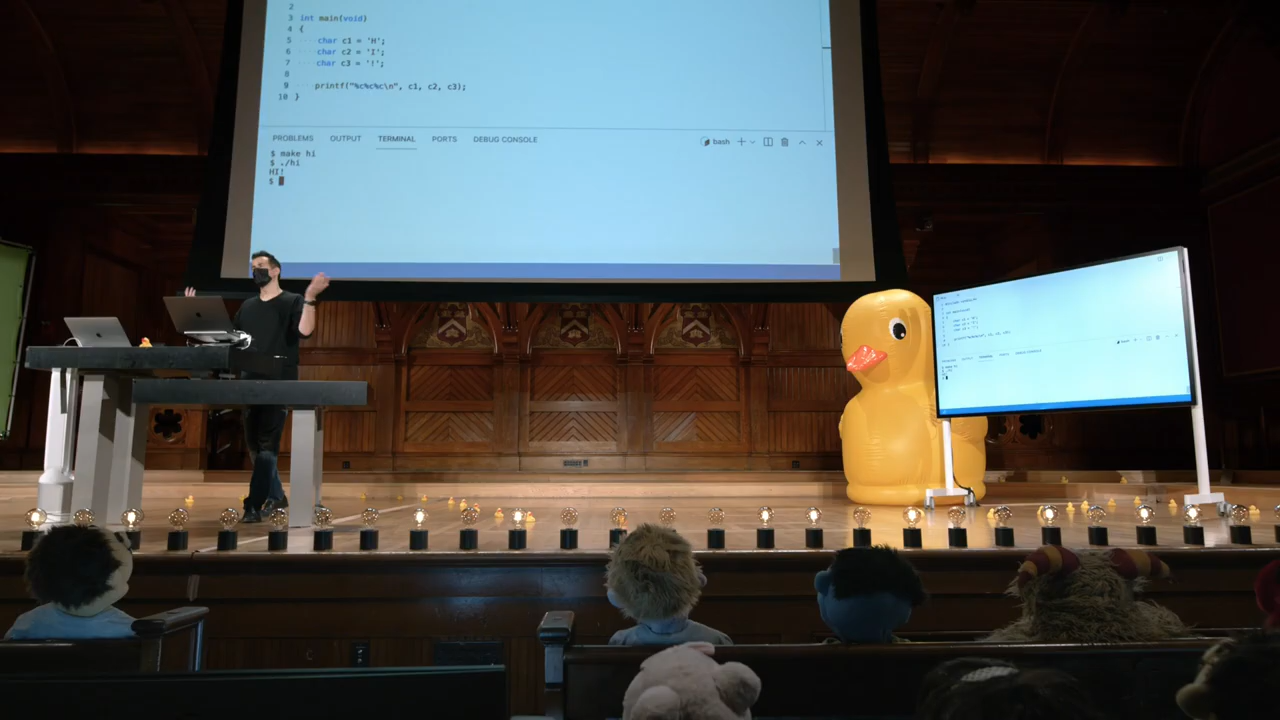 2
3 int main(void)
4 {
5 ····char c1 = 'H';
6 ····char c2 = 'I';
7 ····char c3 = '!';
8
9 ····printf("%c%c%c\n", c1, c2, c3);
10 }
PROBLEMS OUTPUT TERMINAL PORTS DEBUG CONSOLE bash
$ make hi
$ ./hi
HI!
$